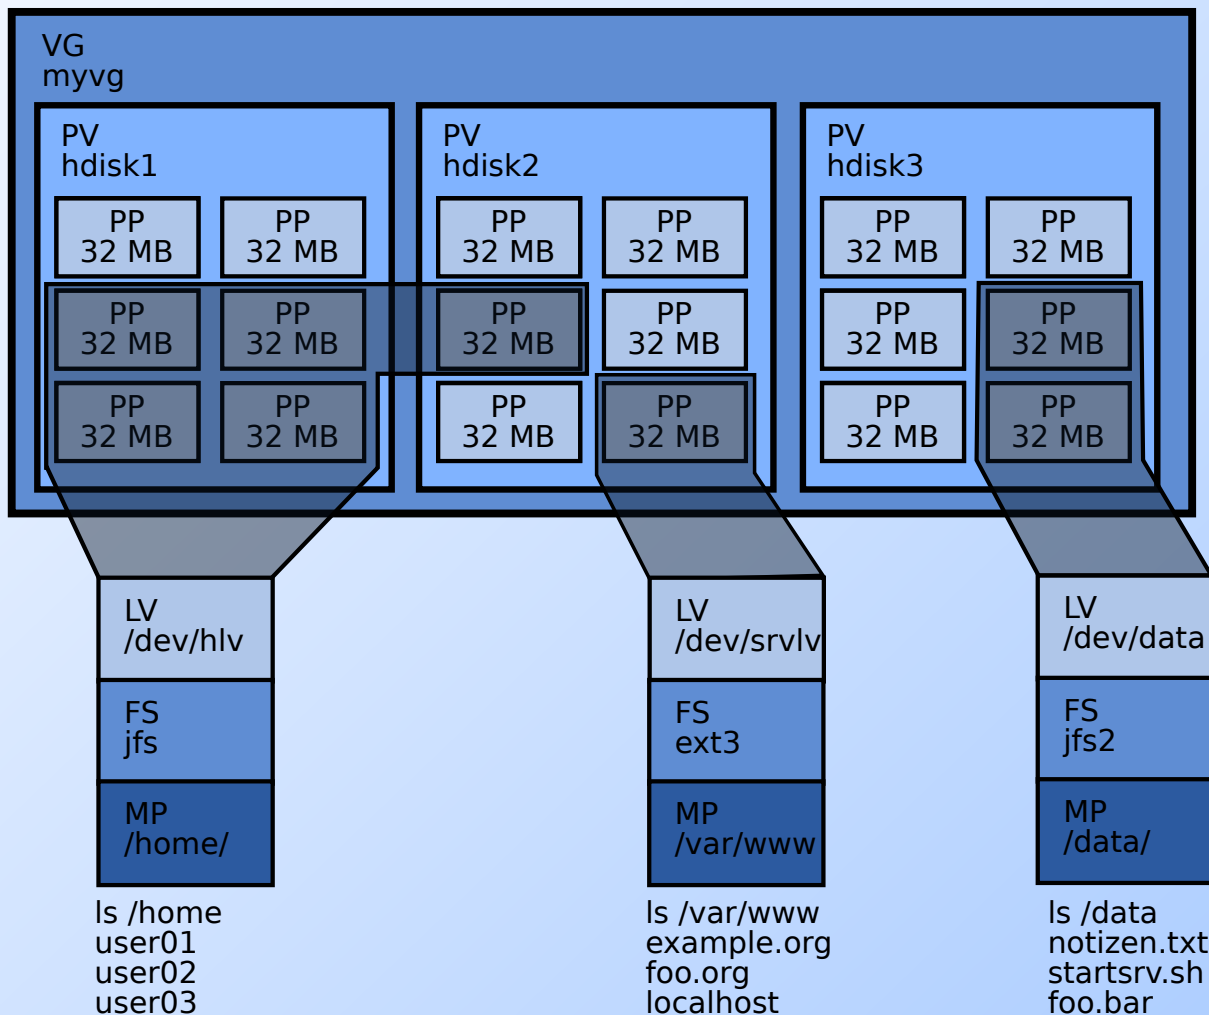 VG
myvg
PV
hdisk1
PP
32 MB
PP
32 MB
PP
32 MB
PP
32 MB
PP
32 MB
PP
32 MB
PV
hdisk2
PP
32 MB
PP
32 MB
PP
32 MB
PP
32 MB
PP
32 MB
PP
32 MB
PV
hdisk3
PP
32 MB
PP
32 MB
PP
32 MB
PP
32 MB
PP
32 MB
PP
32 MB
LV
/dev/hlv
FS
jfs
MP
/home/
ls /home
user01
user02
user03
LV
/dev/srvlv
FS
ext3
MP
/var/www
ls /var/www
example.org
foo.org
localhost
LV
/dev/data
FS
jfs2
MP
/data/
ls /data
notizen.txt
startsrv.sh
foo.bar